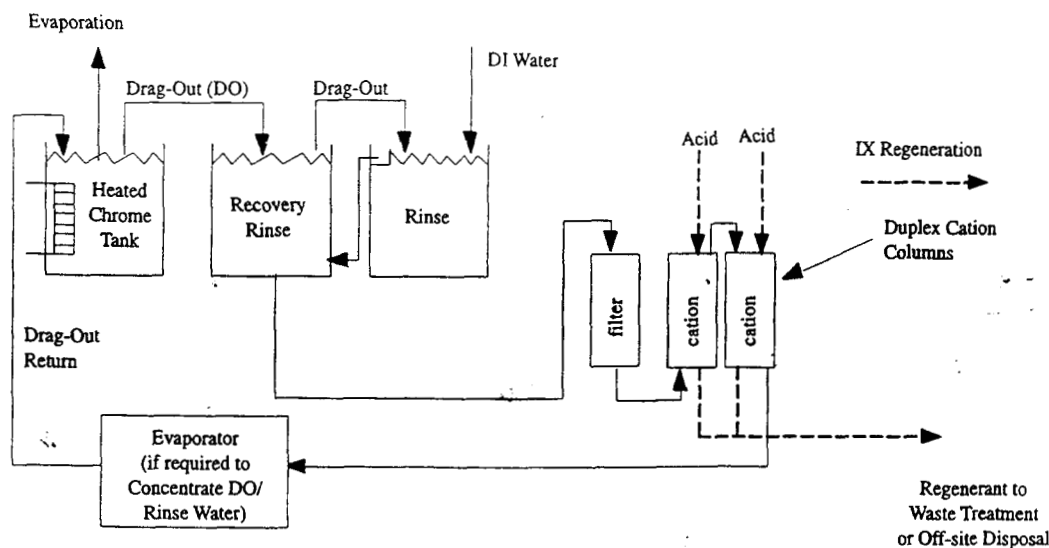 Evaporation
DI Water
Drag-Out (DO)
Drag-Out
Acid
Acid
IX Regeneration
Heated
Chrome
Tank
Recovery
Rinse
Rinse
Duplex Cation
Columns
filter
cation
cation
Drag-Out
Return
Evaporator
(if required to
Concentrate DO/
Rinse Water)
Regenerant to
Waste Treatment
or Off-site Disposal